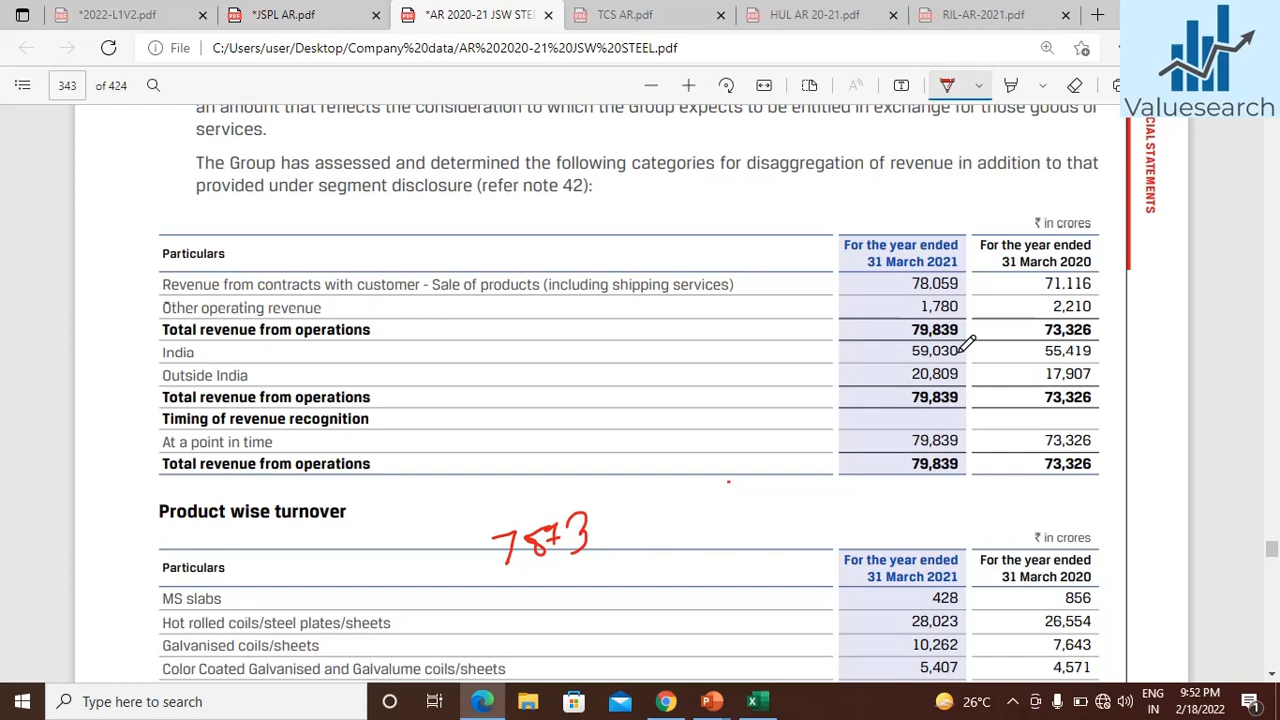 *2022-L1V2.pdf
*JSPL AR.pdf
*AR 2020-21 JSW STEE
TCS AR.pdf
HUL AR 20-21.pdf
RIL-AR-2021.pdf
File C:/Users/user/Desktop/Company%20data/AR%202020-21%20JSW%20STEEL.pdf
343 of 424
Valuesearch
an amount that reflects the consideration to which the Group expects to be entitled in exchange for those goods or
services.
The Group has assessed and determined the following categories for disaggregation of revenue in addition to that
provided under segment disclosure (refer note 42):
CIAL STATEMENTS
₹ in crores
Particulars For the year ended 31 March 2021 For the year ended 31 March 2020
Revenue from contracts with customer - Sale of products (including shipping services) 78,059 71,116
Other operating revenue 1,780 2,210
Total revenue from operations 79,839 73,326
India 59,030 55,419
Outside India 20,809 17,907
Total revenue from operations 79,839 73,326
Timing of revenue recognition
At a point in time 79,839 73,326
Total revenue from operations 79,839 73,326
Product wise turnover
7873
₹ in crores
Particulars For the year ended 31 March 2021 For the year ended 31 March 2020
MS slabs 428 856
Hot rolled coils/steel plates/sheets 28,023 26,554
Galvanised coils/sheets 10,262 7,643
Color Coated Galvanised and Galvalume coils/sheets 5,407 4,571
Type here to search
26°C
ENG
IN
9:52 PM
2/18/2022
1